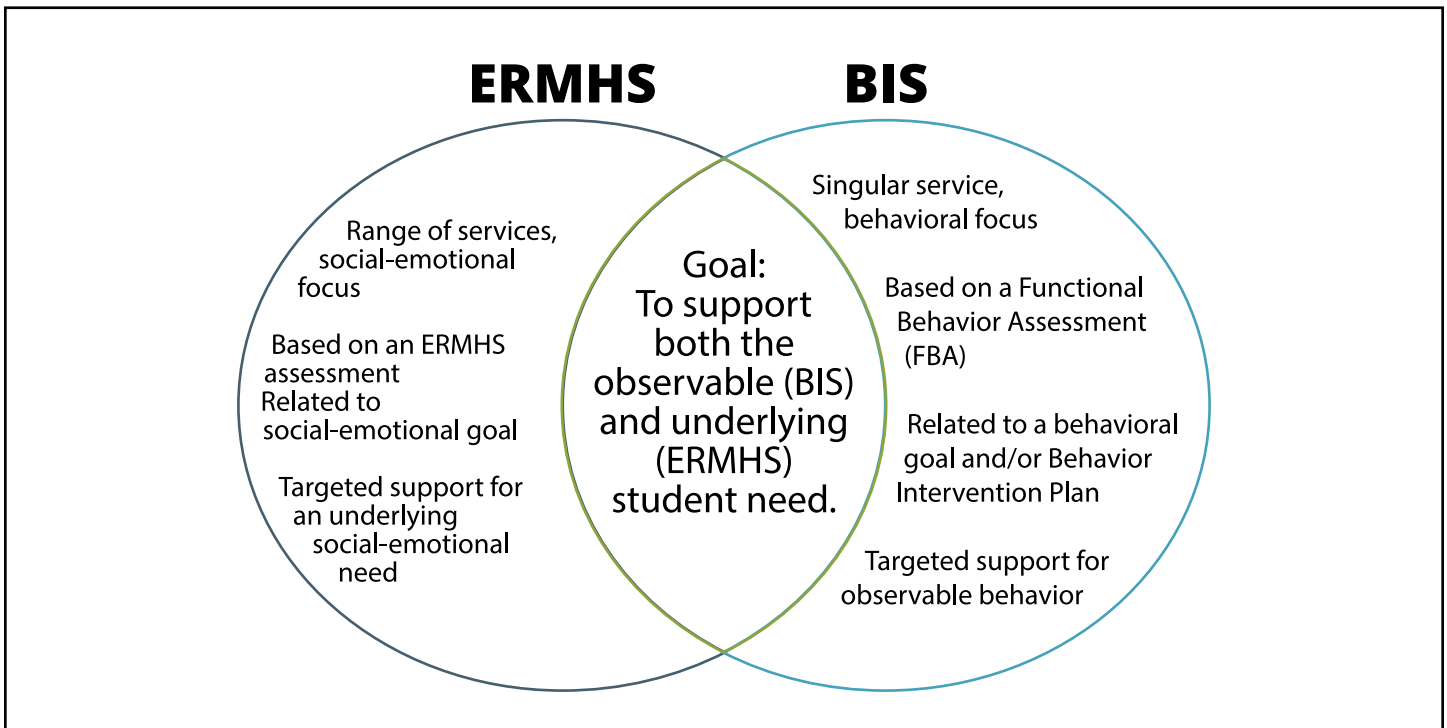 ERMHS
BIS
Range of services,
social-emotional
focus
Based on an ERMHS
assessment
Related to
social-emotional goal
Targeted support for
an underlying
social-emotional
need
Goal:
To support
both the
observable (BIS)
and underlying
(ERMHS)
student need.
Singular service,
behavioral focus
Based on a Functional
Behavior Assessment
(FBA)
Related to a behavioral
goal and/or Behavior
Intervention Plan
Targeted support for
observable behavior